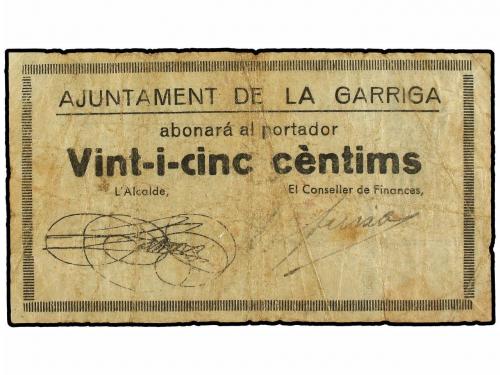 AJUNTAMENT DE LA GARRIGA
abonará al portador
Vint-i-cinc cèntims
L'Alcalde, El Conseller de Finances,